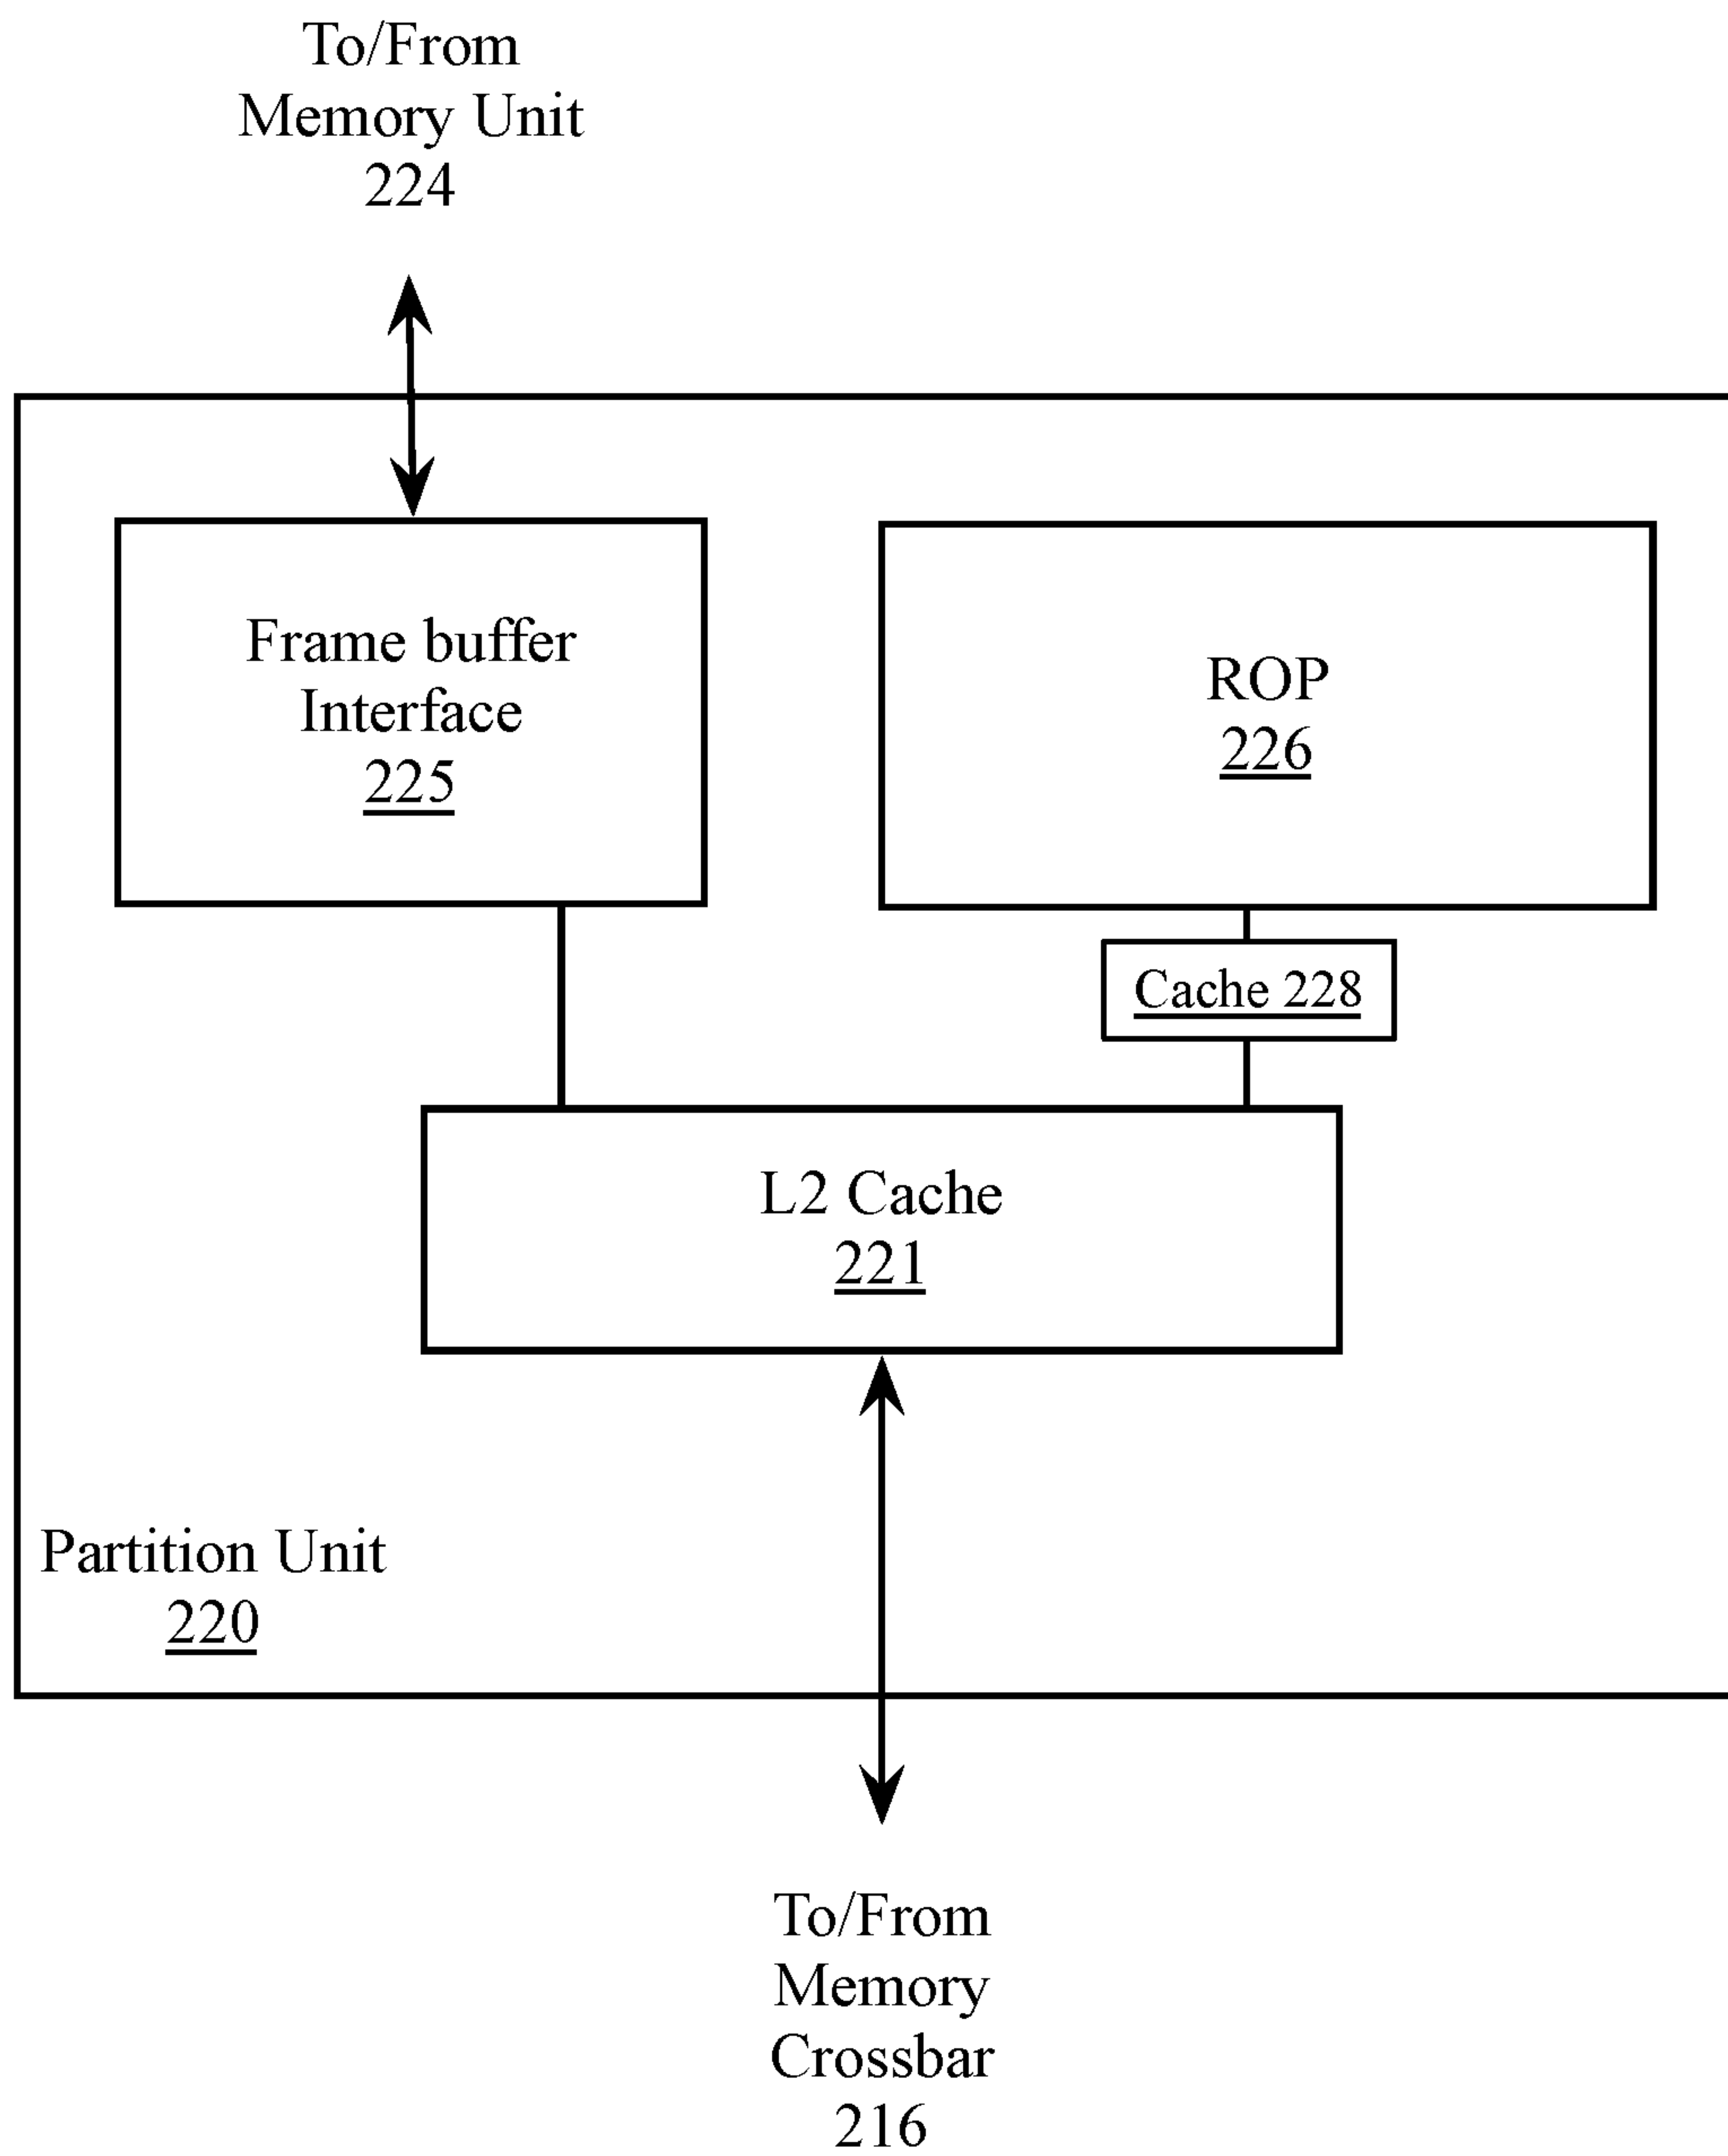 To/From
Memory Unit
224
Frame buffer
Interface
225
ROP
226
Cache 228
L2 Cache
221
Partition Unit
220
To/From
Memory
Crossbar
216